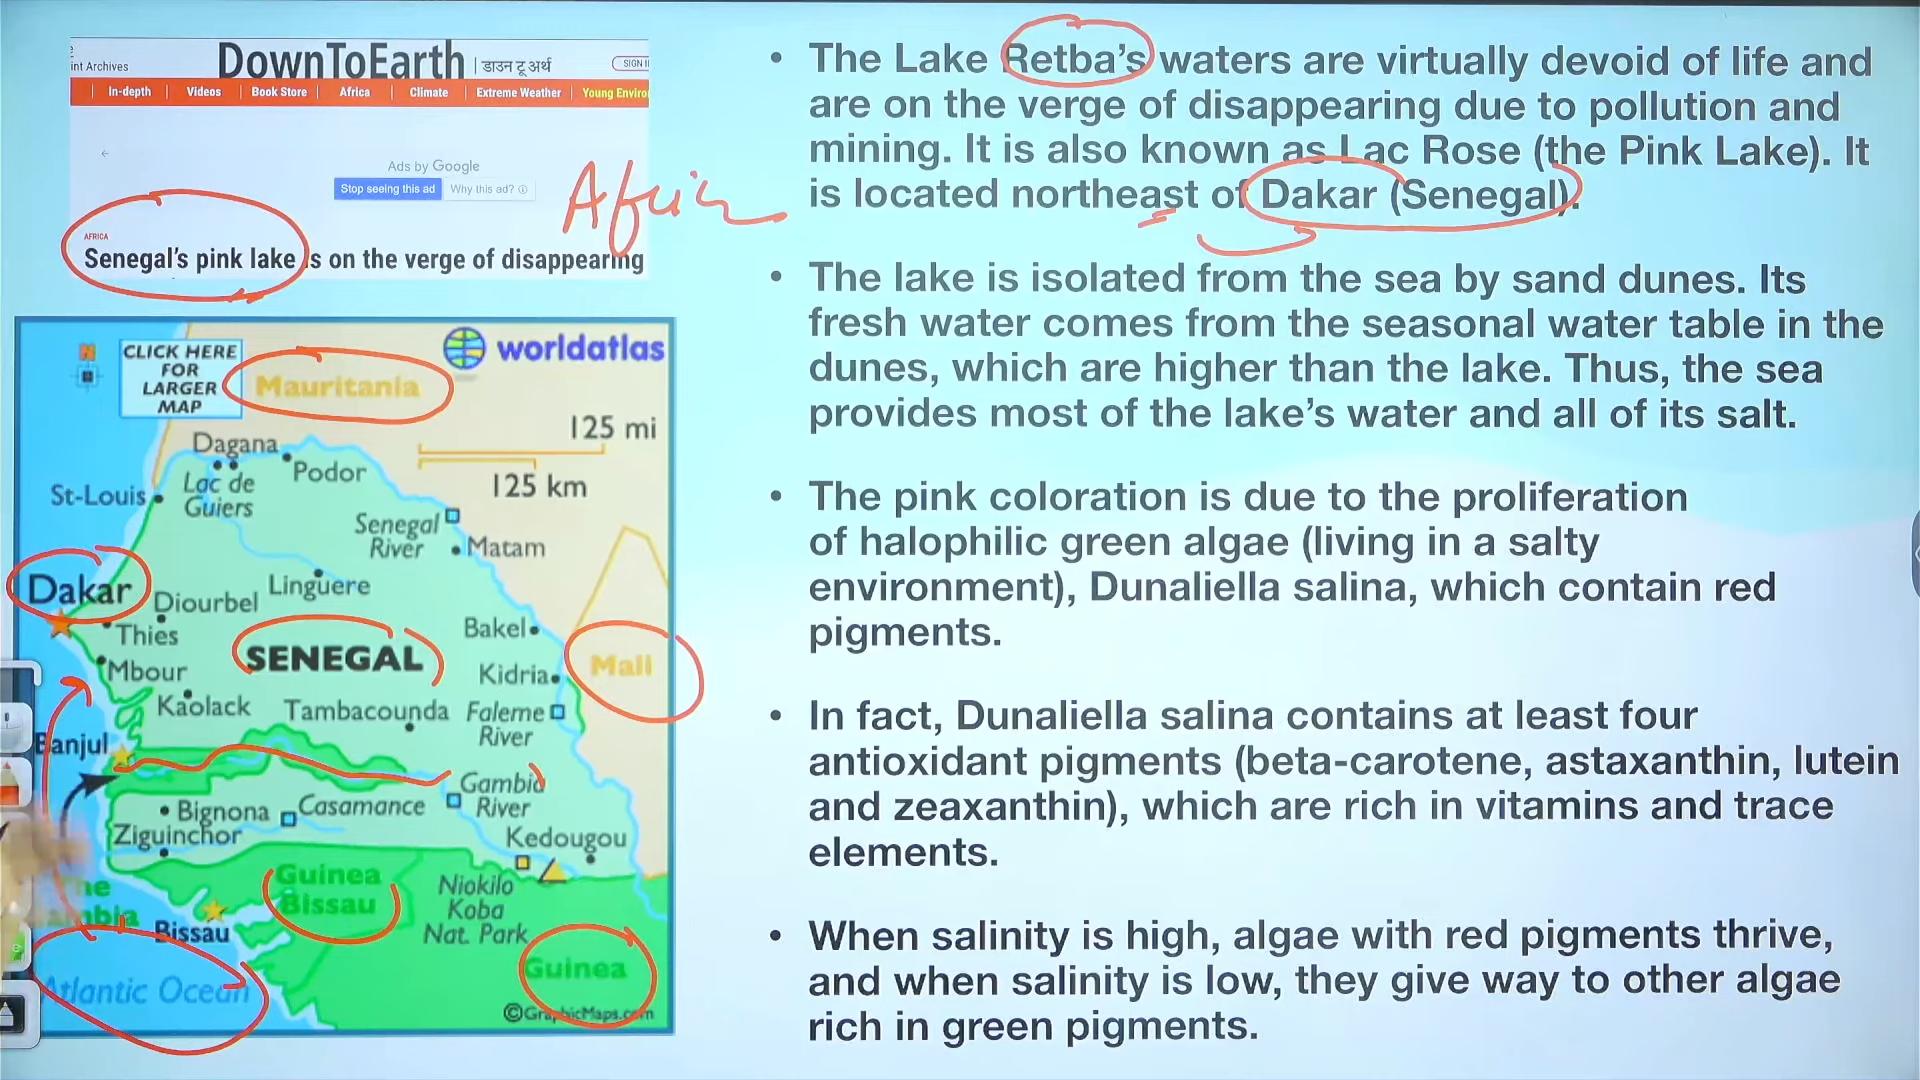 int Archives
DownToEarth | डाउन टू अर्थ
SIGN I
In-depth | Videos | Book Store | Africa | Climate | Extreme Weather | Young Enviro
Ads by Google
Stop seeing this ad
Why this ad?
AFRICA
Senegal's pink lake is on the verge of disappearing
Africa
CLICK HERE
FOR
LARGER
MAP
worldatlas
Mauritania
125 mi
125 km
Dagana
Podor
Lac de
Guiers
St-Louis
Senegal
River
Matam
Dakar
Linguere
Diourbel
Thies
Bakel
SENEGAL
Mali
Mbour
Kidria
Kaolack
Tambacounda
Faleme
River
Banjul
Gambia
River
Bignona
Casamance
Ziguinchor
Kedougou
Guinea
Bissau
Niokilo
Koba
Nat. Park
Bissau
Guinea
Atlantic Ocean
©GraphicMaps.com
• The Lake Retba's waters are virtually devoid of life and
are on the verge of disappearing due to pollution and
mining. It is also known as Lac Rose (the Pink Lake). It
is located northeast of Dakar (Senegal).
• The lake is isolated from the sea by sand dunes. Its
fresh water comes from the seasonal water table in the
dunes, which are higher than the lake. Thus, the sea
provides most of the lake's water and all of its salt.
• The pink coloration is due to the proliferation
of halophilic green algae (living in a salty
environment), Dunaliella salina, which contain red
pigments.
• In fact, Dunaliella salina contains at least four
antioxidant pigments (beta-carotene, astaxanthin, lutein
and zeaxanthin), which are rich in vitamins and trace
elements.
• When salinity is high, algae with red pigments thrive,
and when salinity is low, they give way to other algae
rich in green pigments.